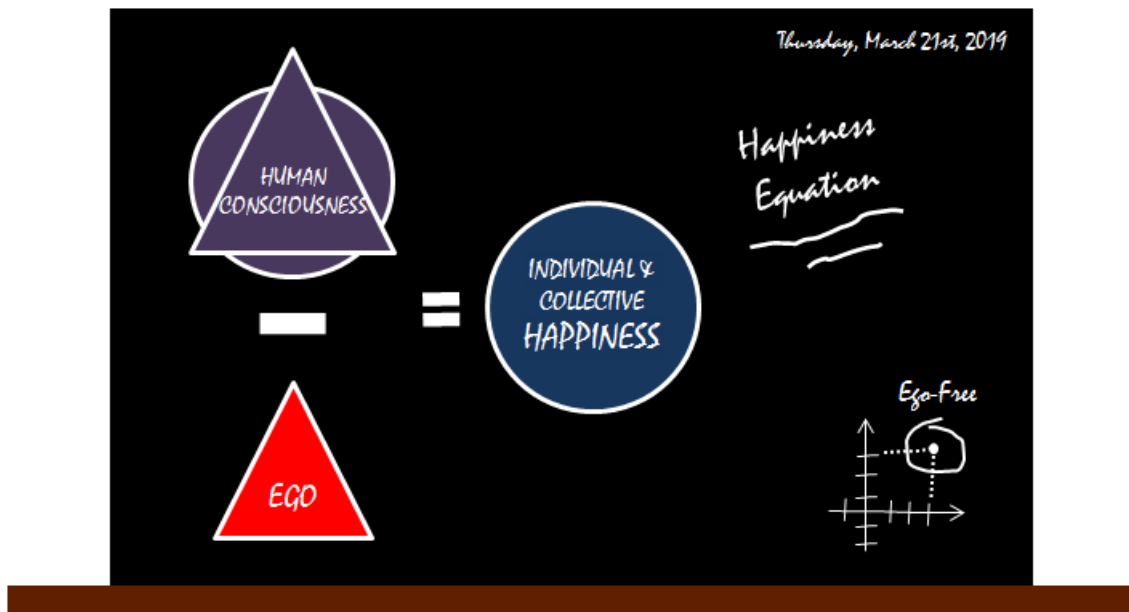 Thursday, March 21st, 2019
Happiness
Equation
HUMAN
CONSCIOUSNESS
INDIVIDUAL &
COLLECTIVE
HAPPINESS
Ego-Free
EGO